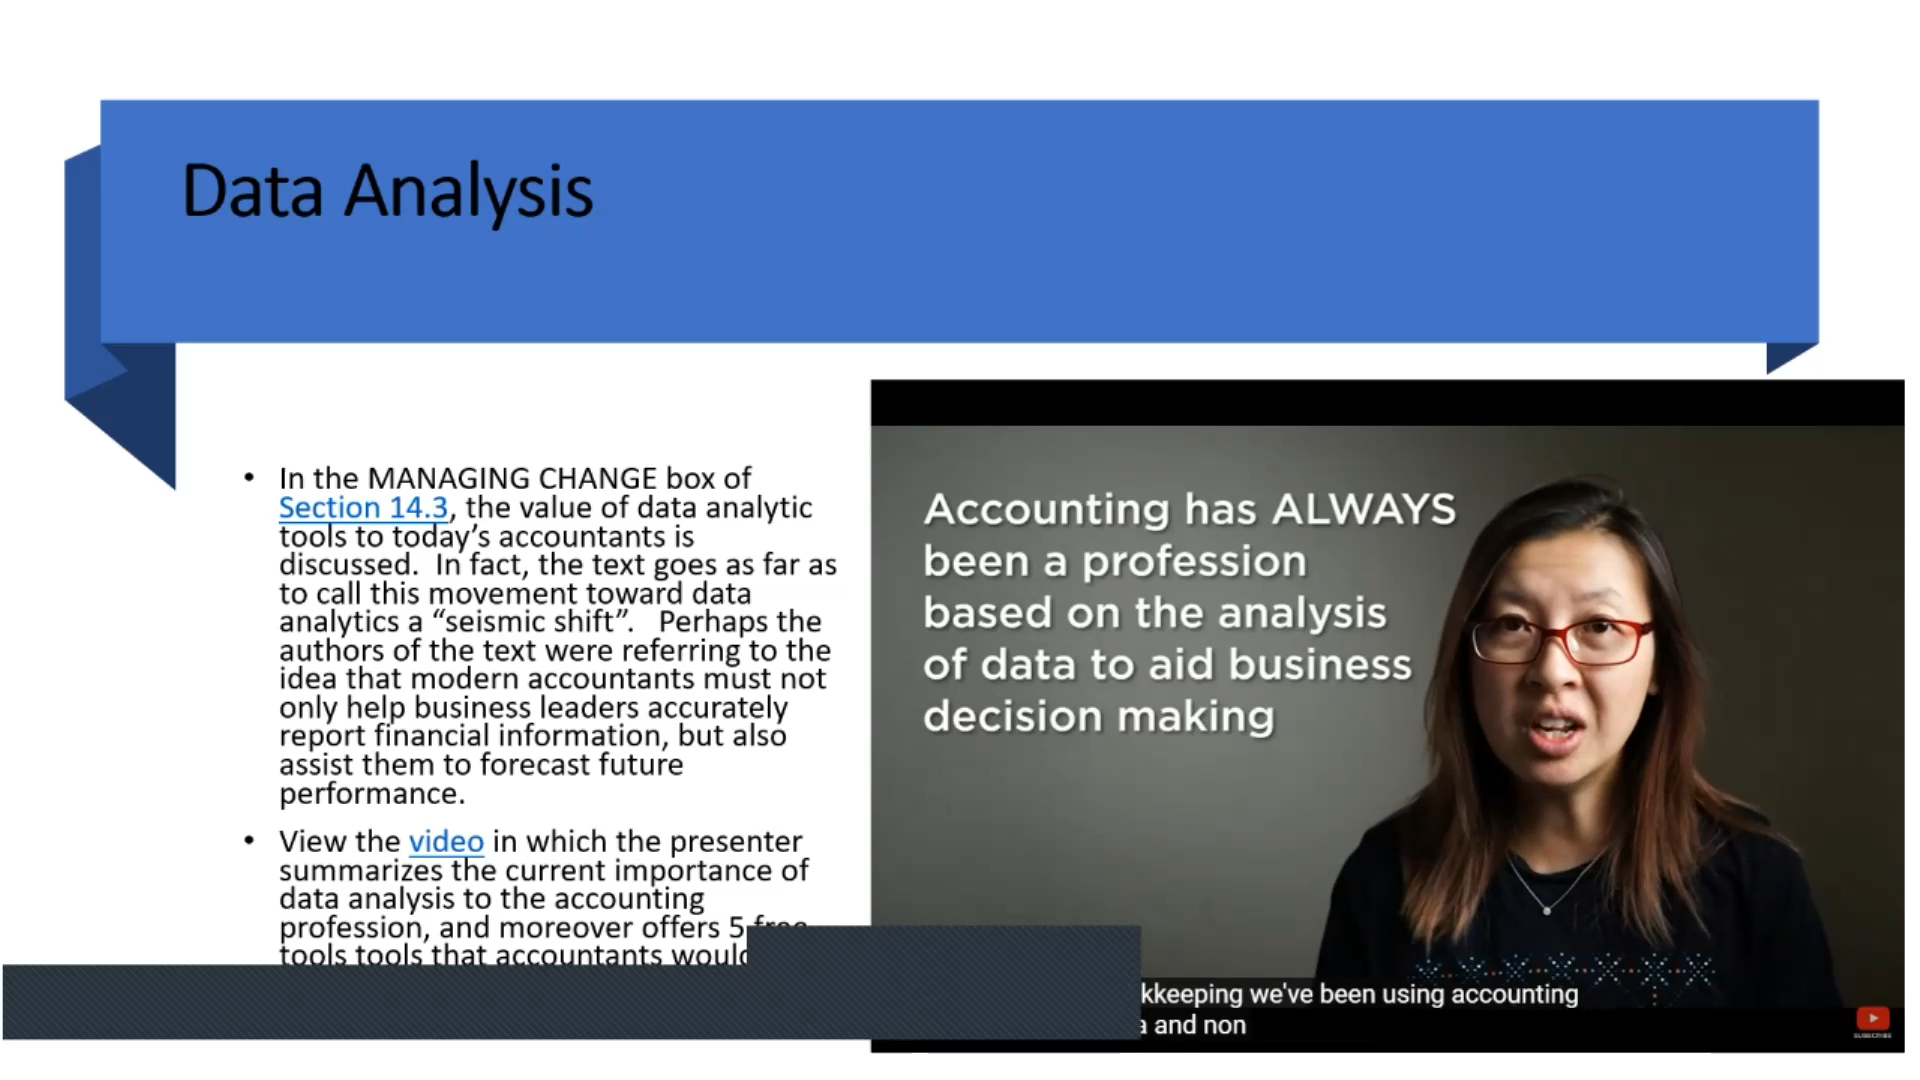 Data Analysis
• In the MANAGING CHANGE box of
Section 14.3, the value of data analytic
tools to today’s accountants is
discussed.  In fact, the text goes as far as
to call this movement toward data
analytics a “seismic shift”.   Perhaps the
authors of the text were referring to the
idea that modern accountants must not
only help business leaders accurately
report financial information, but also
assist them to forecast future
performance.
• View the video in which the presenter
summarizes the current importance of
data analysis to the accounting
profession, and moreover offers 5 free
tools tools that accountants would
Accounting has ALWAYS
been a profession
based on the analysis
of data to aid business
decision making
kkeeping we've been using accounting
and non
SUBSCRIBE